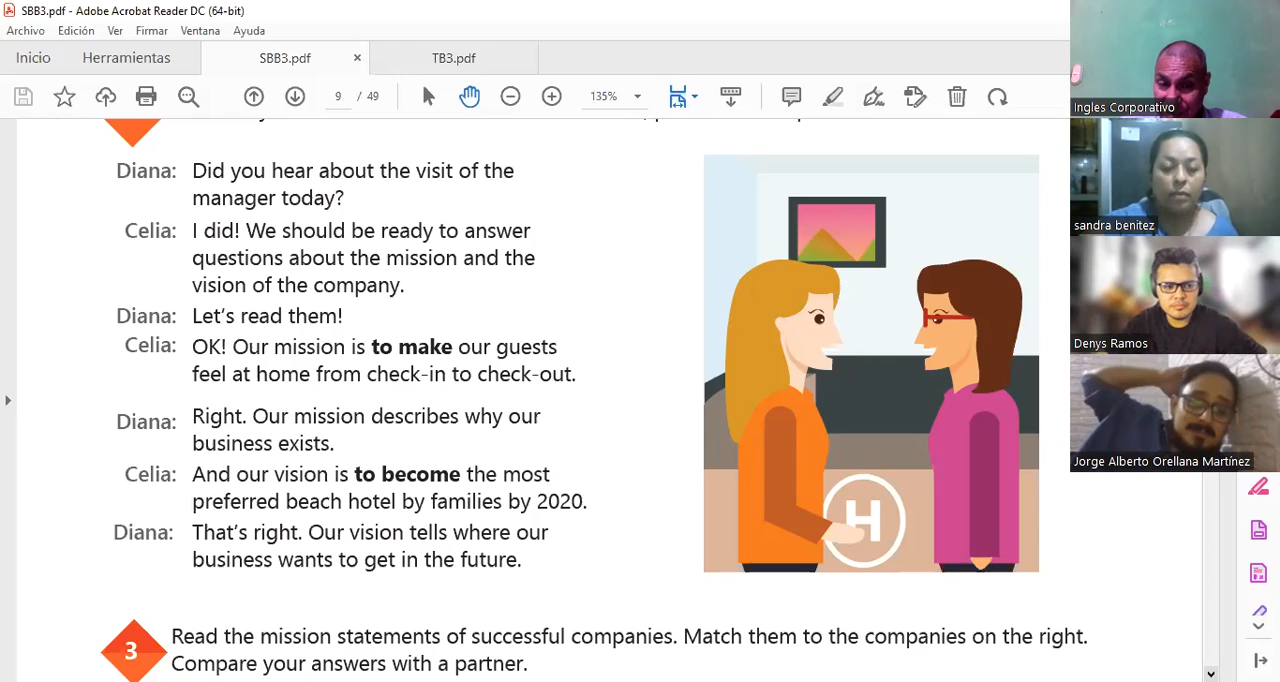 SBB3.pdf - Adobe Acrobat Reader DC (64-bit)
Archivo Edición Ver Firmar Ventana Ayuda
Inicio Herramientas SBB3.pdf × TB3.pdf
9 / 49 135%
Diana: Did you hear about the visit of the
manager today?
Celia: I did! We should be ready to answer
questions about the mission and the
vision of the company.
Diana: Let's read them!
Celia: OK! Our mission is to make our guests
feel at home from check-in to check-out.
Diana: Right. Our mission describes why our
business exists.
Celia: And our vision is to become the most
preferred beach hotel by families by 2020.
Diana: That's right. Our vision tells where our
business wants to get in the future.
H
3 Read the mission statements of successful companies. Match them to the companies on the right.
Compare your answers with a partner.
Ingles Corporativo
sandra benitez
Denys Ramos
Jorge Alberto Orellana Martínez